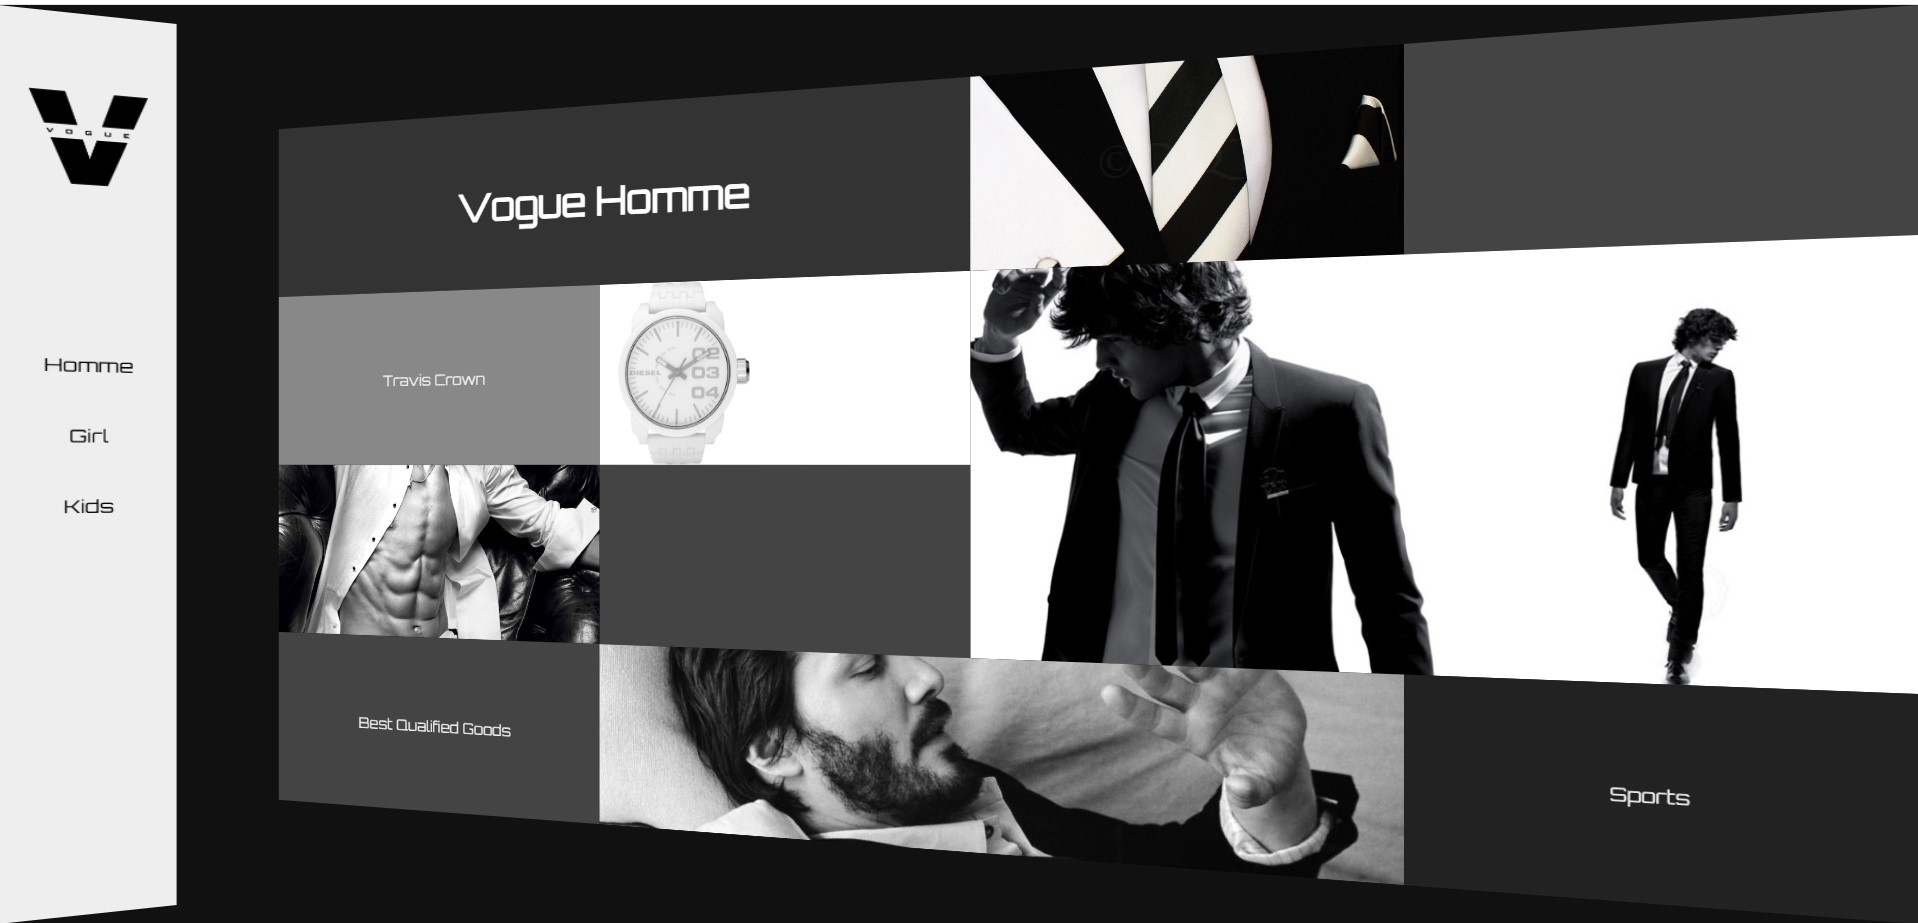 VOGUE
Homme
Girl
Kids
Vogue Homme
©
Travis Crown
DIESEL
02
03
04
Best Qualified Goods
Sports